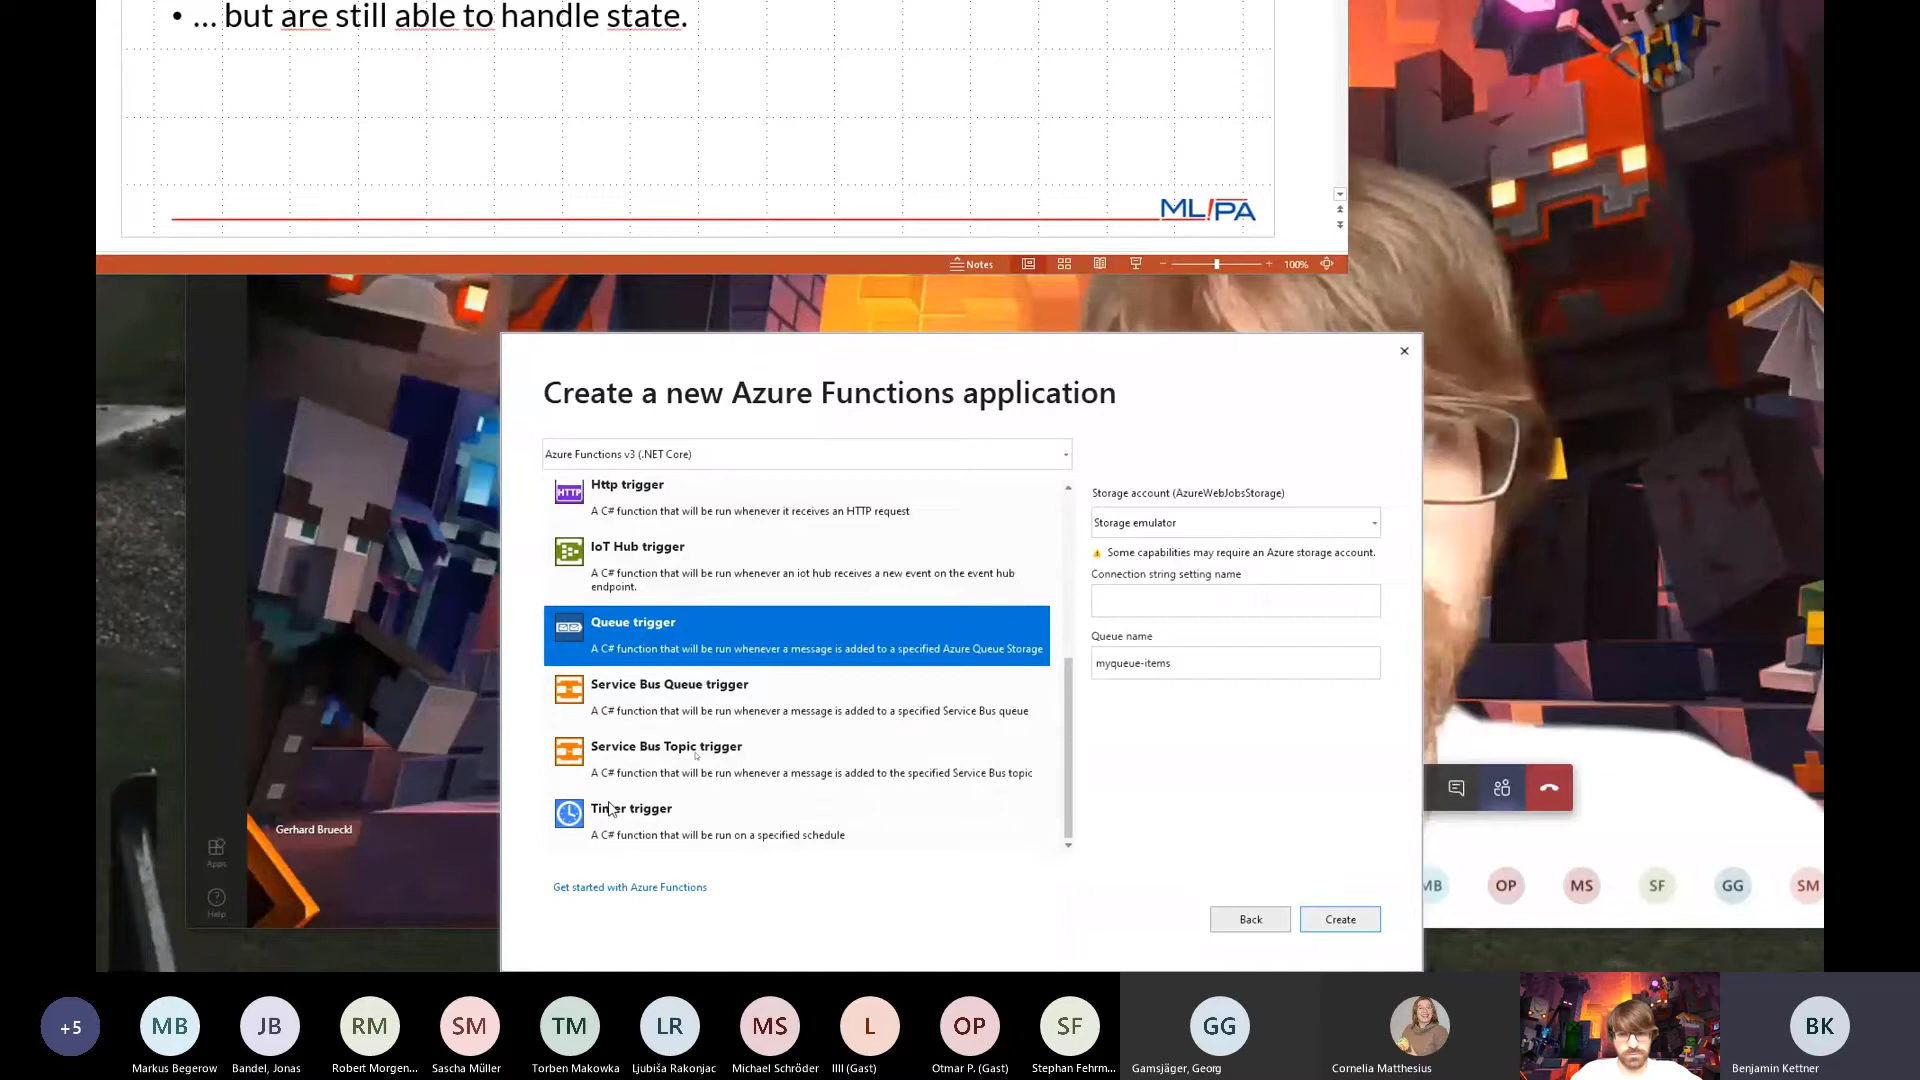 • ... but are still able to handle state.
ML!PA
Notes
100%
Create a new Azure Functions application
Azure Functions v3 (.NET Core)
HTTP
Http trigger
A C# function that will be run whenever it receives an HTTP request
IoT Hub trigger
A C# function that will be run whenever an iot hub receives a new event on the event hub
endpoint.
Queue trigger
A C# function that will be run whenever a message is added to a specified Azure Queue Storage
Service Bus Queue trigger
A C# function that will be run whenever a message is added to a specified Service Bus queue
Service Bus Topic trigger
A C# function that will be run whenever a message is added to the specified Service Bus topic
Timer trigger
A C# function that will be run on a specified schedule
Get started with Azure Functions
Storage account (AzureWebJobsStorage)
Storage emulator
Some capabilities may require an Azure storage account.
Connection string setting name
Queue name
myqueue-items
Back
Create
Gerhard Brueckl
Apps
Help
MB OP MS SF GG SM
+5 MB JB RM SM TM LR MS L OP SF GG BK
Markus Begerow Bandel, Jonas Robert Morgen... Sascha Müller Torben Makowka Ljubiša Rakonjac Michael Schröder llll (Gast) Otmar P. (Gast) Stephan Fehrm... Gamsjäger, Georg Cornelia Matthesius Benjamin Kettner